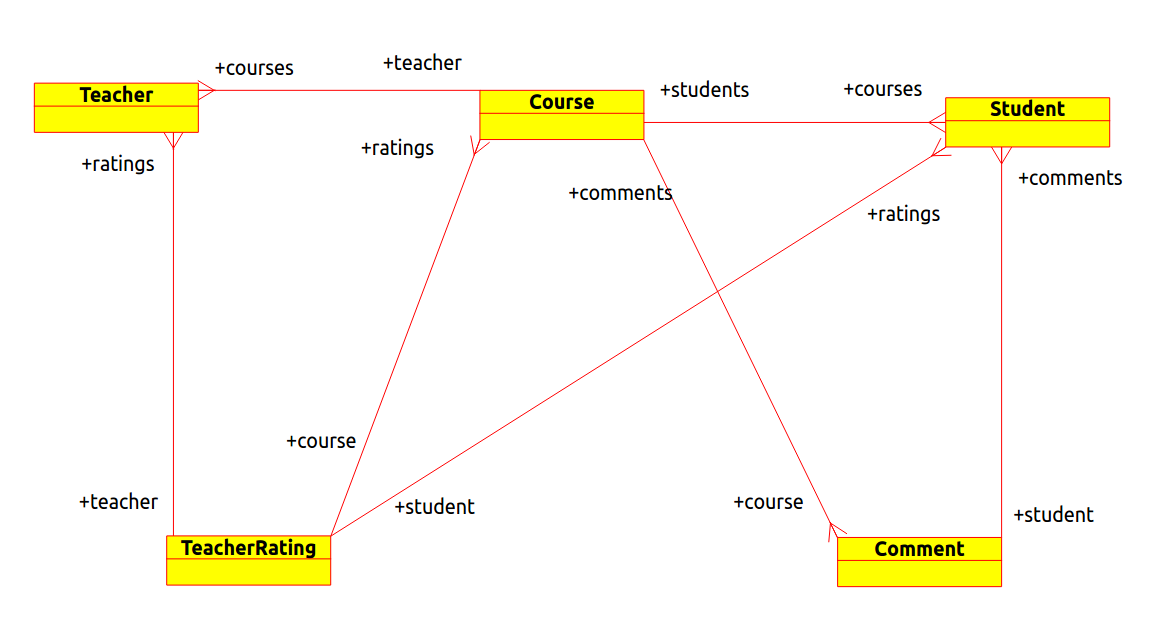 +courses
+teacher
+students
+courses
Teacher
Course
Student
+ratings
+ratings
+comments
+comments
+ratings
+course
+teacher
+student
+course
+student
TeacherRating
Comment